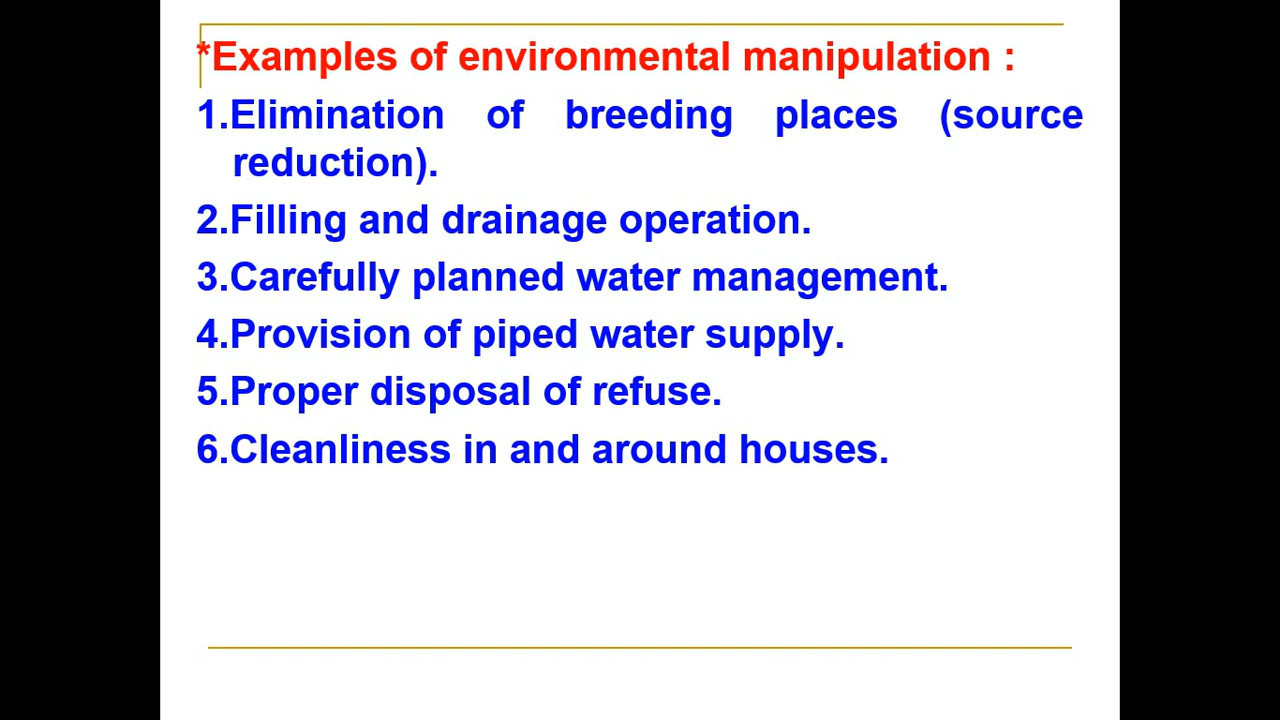 *Examples of environmental manipulation :
1.Elimination of breeding places (source
reduction).
2.Filling and drainage operation.
3.Carefully planned water management.
4.Provision of piped water supply.
5.Proper disposal of refuse.
6.Cleanliness in and around houses.